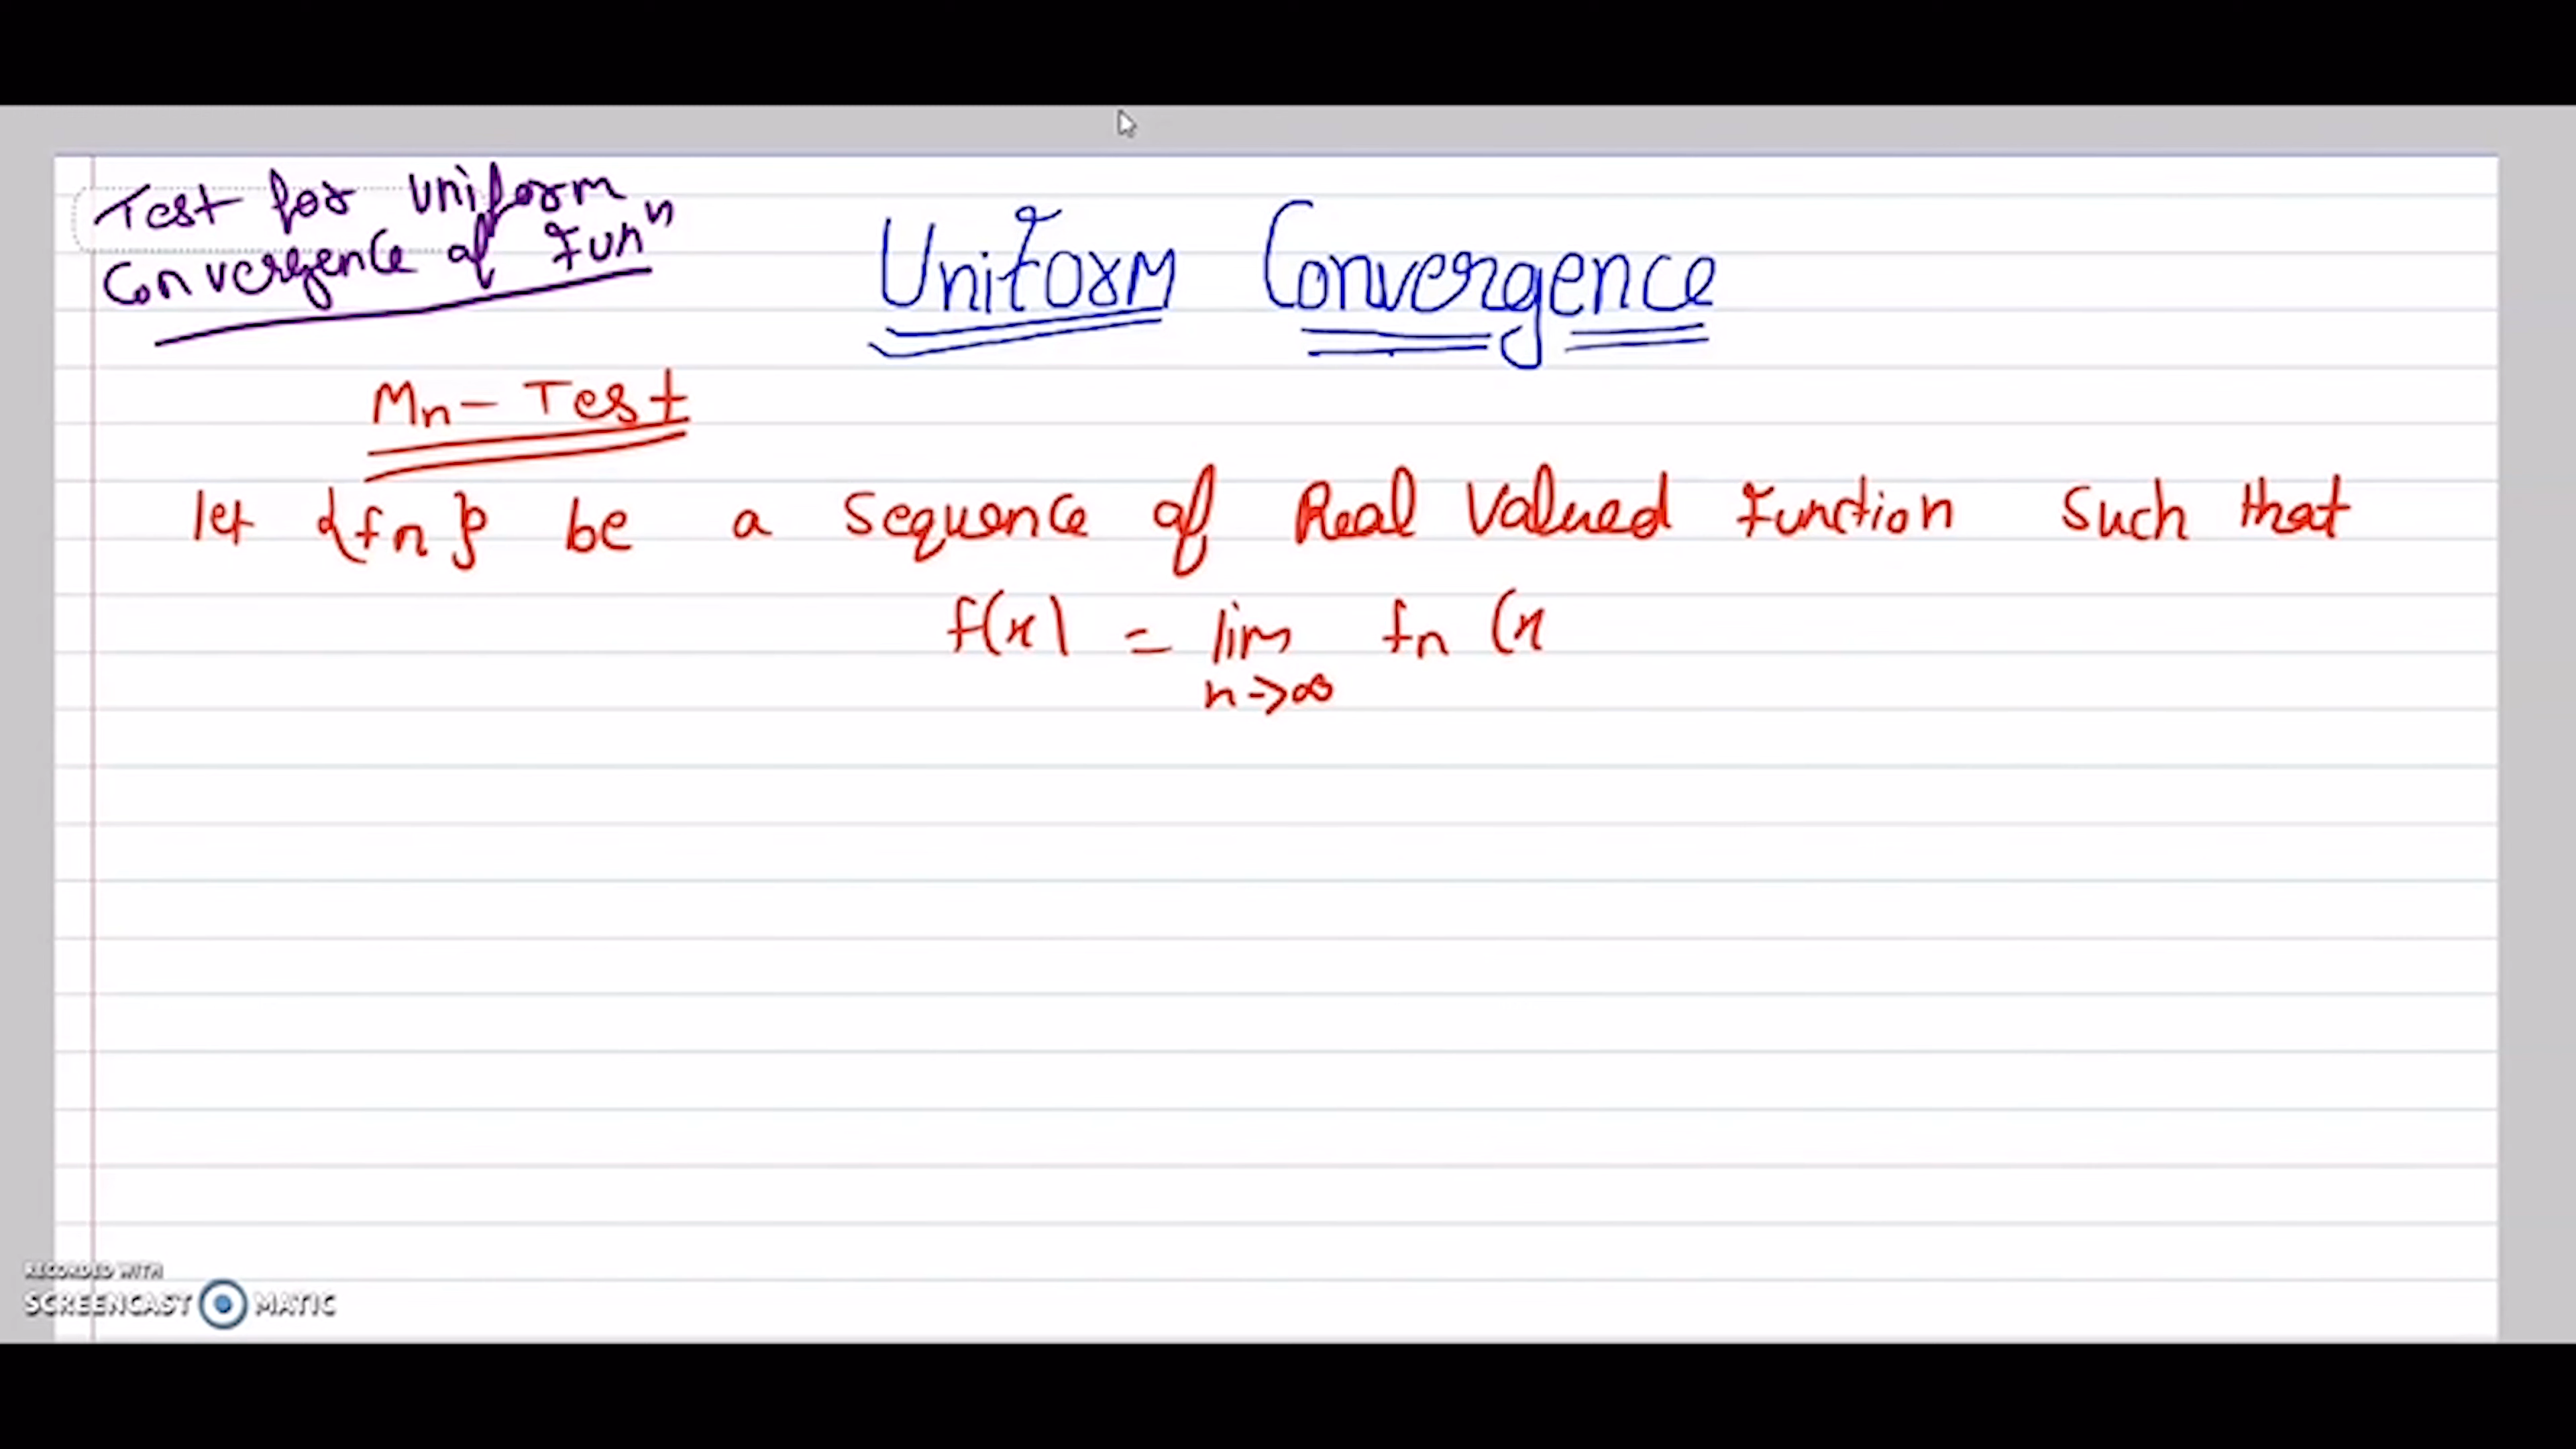 Test for Uniform
Convergence of Funⁿ
Uniform Convergence
Mn - Test
let {fn} be a Sequence of Real Valued Function Such that
f(x) = lim fn (x
n→∞
RECORDED WITH
SCREENCAST MATIC